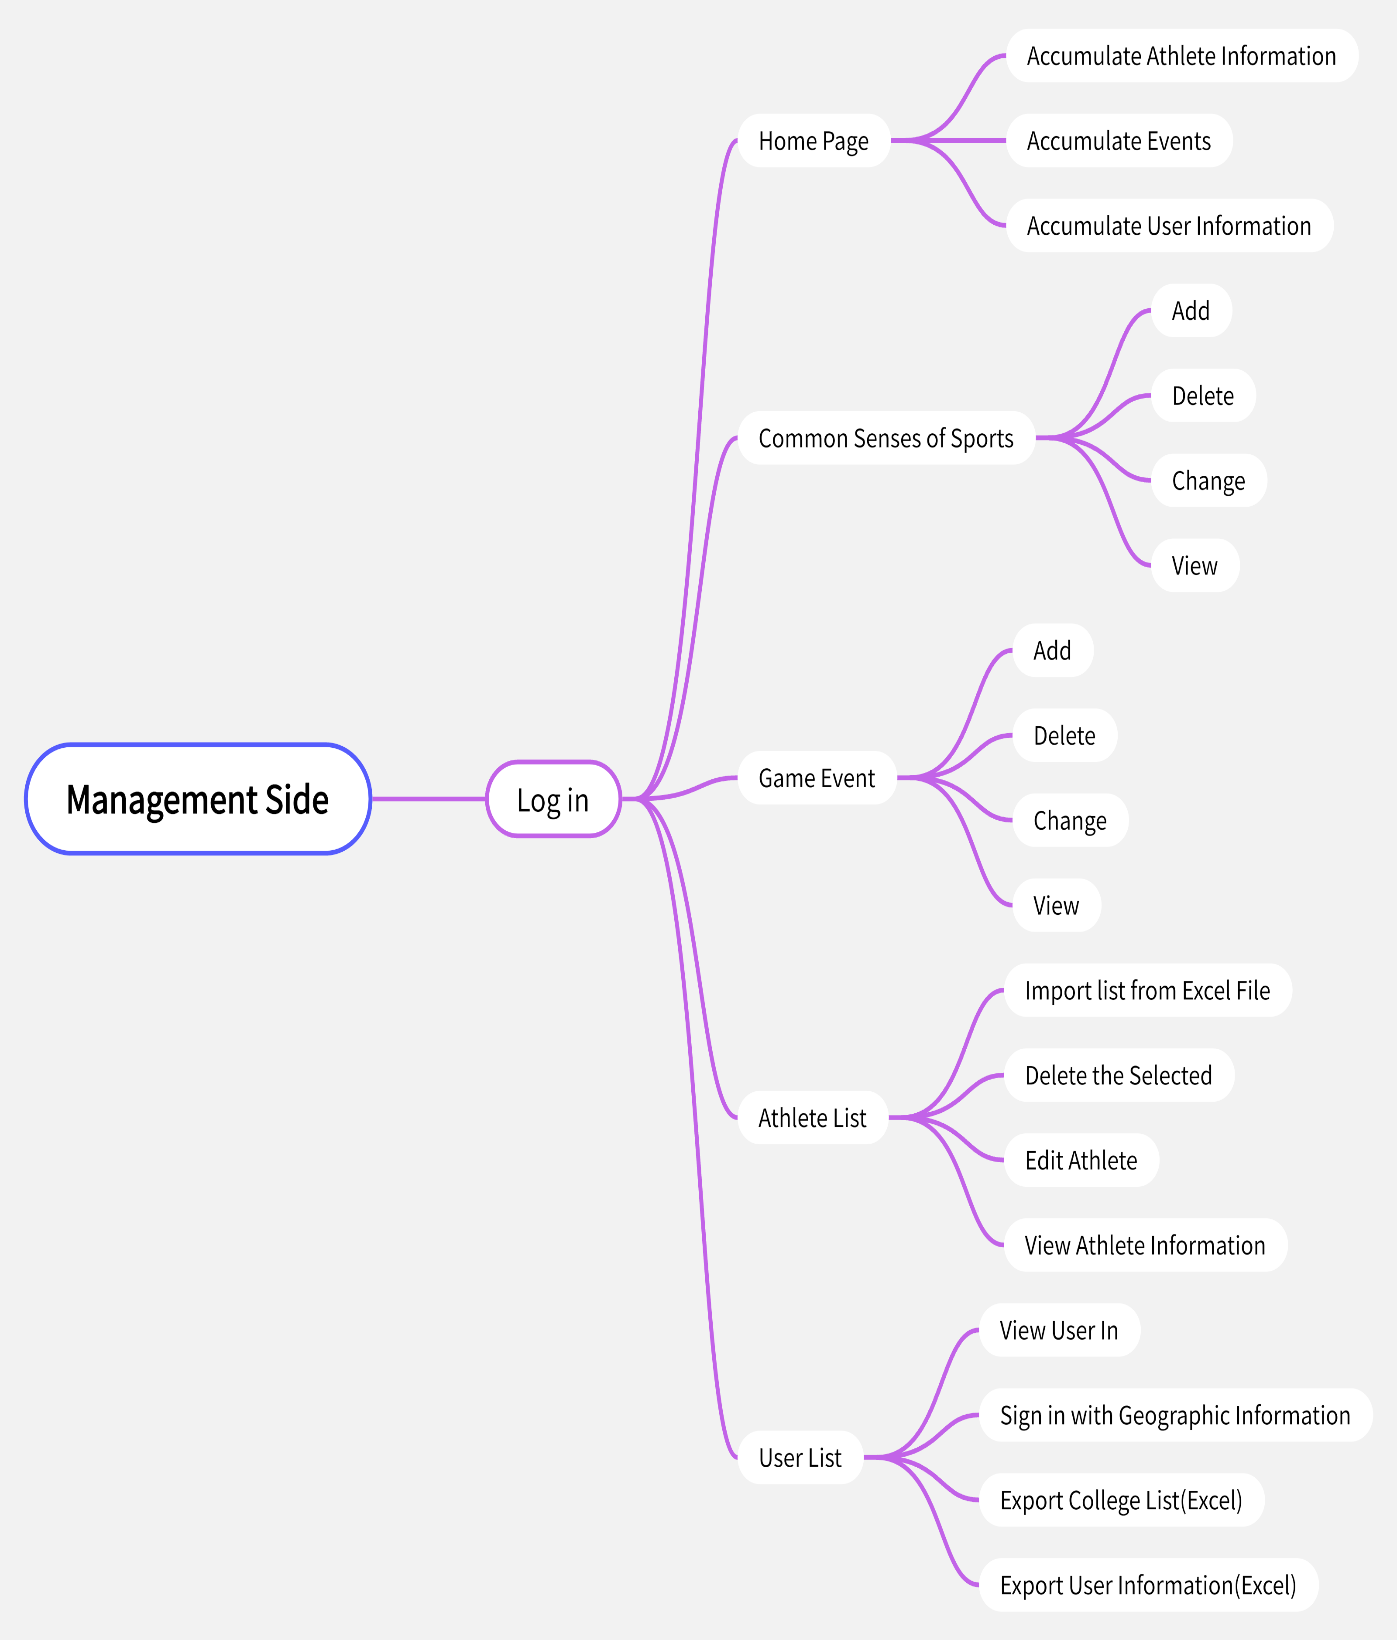 Management Side
Log in
Home Page
Accumulate Athlete Information
Accumulate Events
Accumulate User Information
Common Senses of Sports
Add
Delete
Change
View
Game Event
Add
Delete
Change
View
Athlete List
Import list from Excel File
Delete the Selected
Edit Athlete
View Athlete Information
User List
View User In
Sign in with Geographic Information
Export College List(Excel)
Export User Information(Excel)